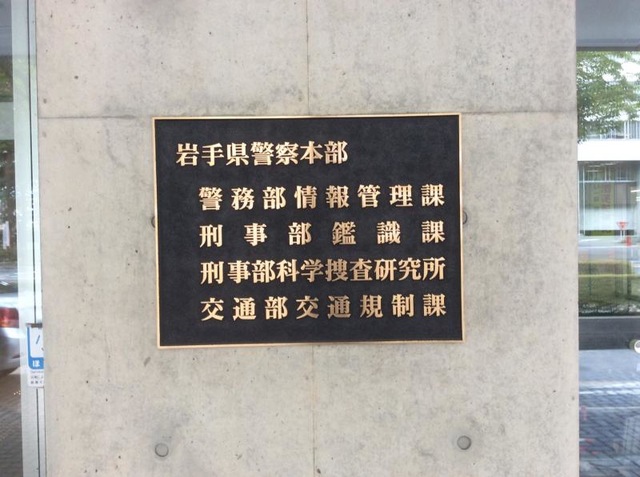 岩手県警察本部
警務部情報管理課
刑事部鑑識課
刑事部科学捜査研究所
交通部交通規制課